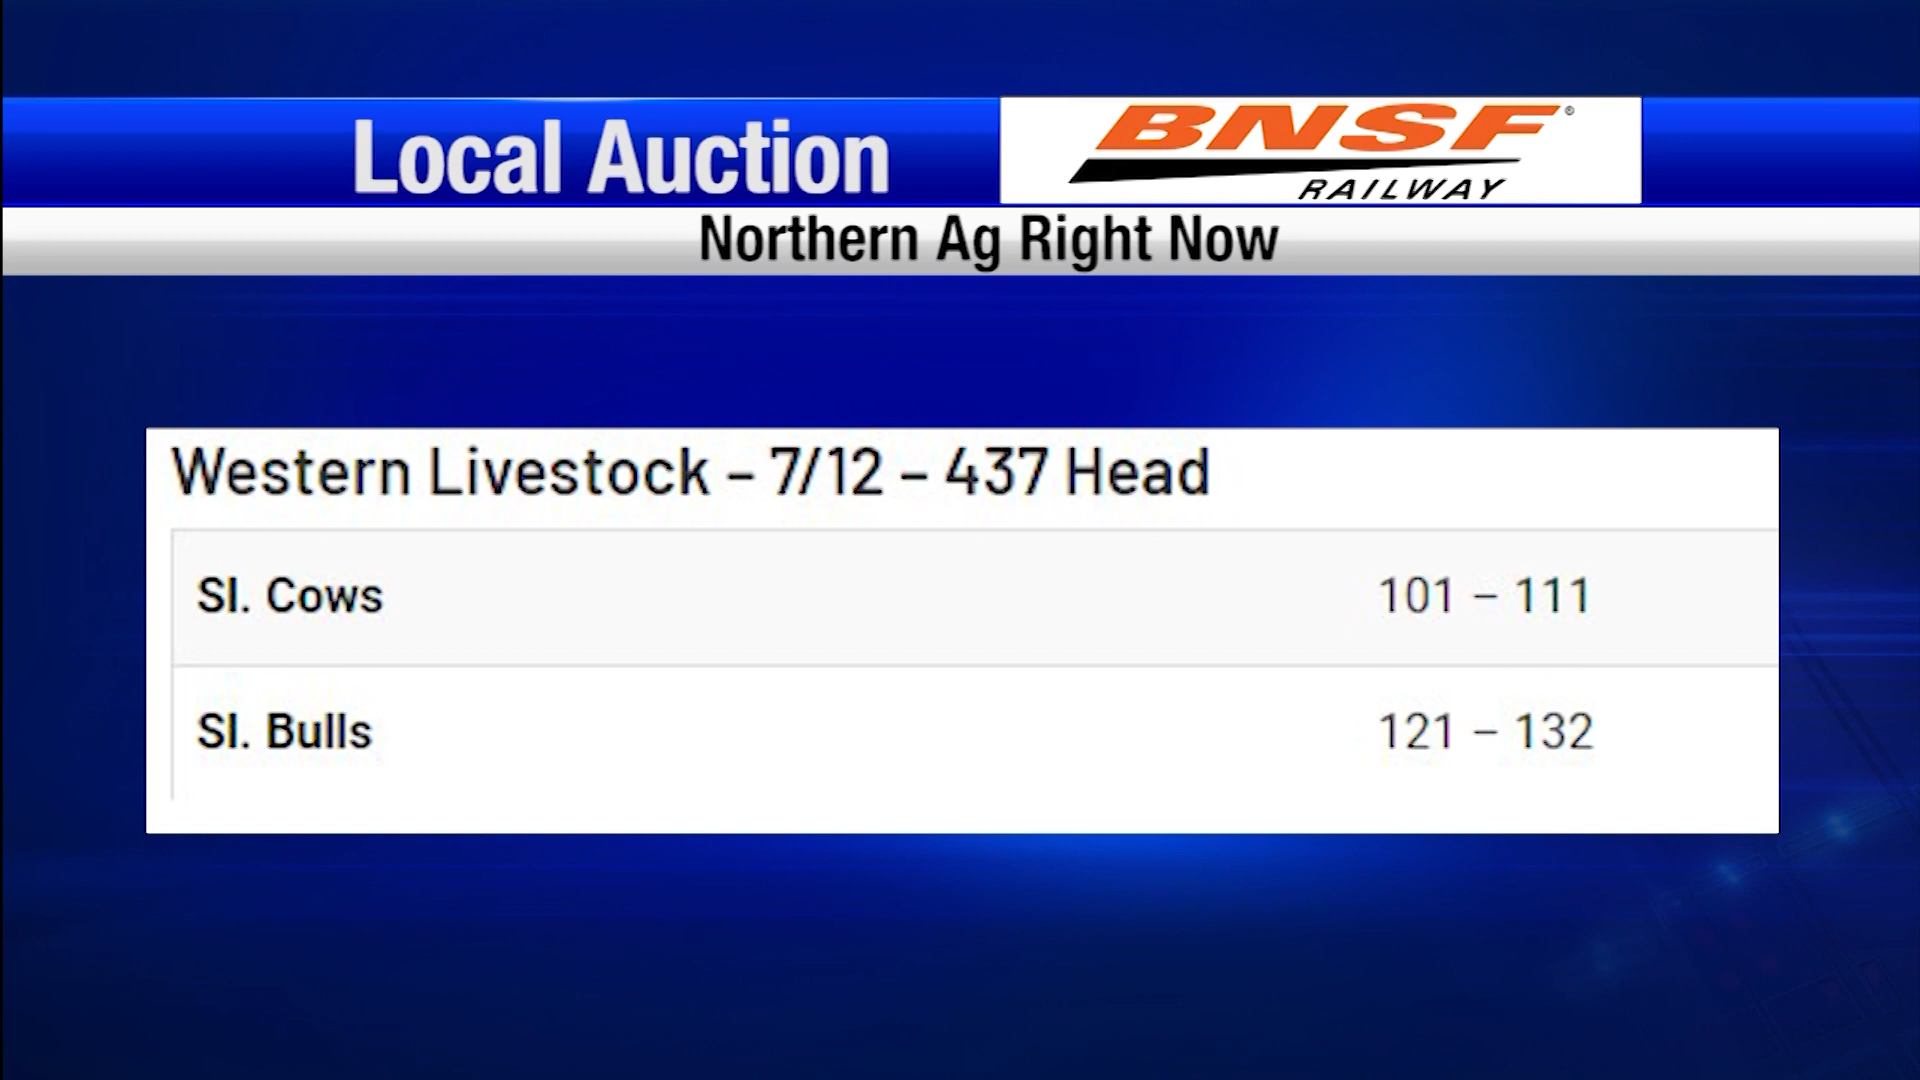 Local Auction
BNSF®
RAILWAY
Northern Ag Right Now
Western Livestock – 7/12 – 437 Head
Sl. Cows 101 – 111
Sl. Bulls 121 – 132